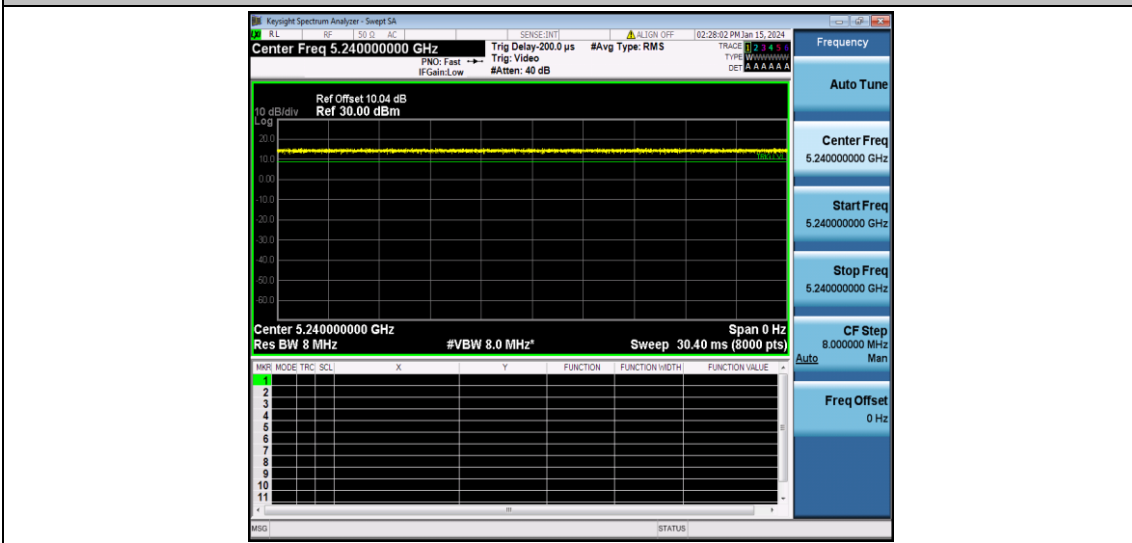 Keysight Spectrum Analyzer - Swept SA
RL RF 50 Ω AC SENSE:INT ALIGN OFF 02:28:02 PM Jan 15, 2024
Center Freq 5.240000000 GHz Trig Delay-200.0 µs #Avg Type: RMS TRACE 1 2 3 4 5 6
PNO: Fast Trig: Video TYPE WWWWWW
IFGain:Low #Atten: 40 dB DET A A A A A A
Ref Offset 10.04 dB
10 dB/div Ref 30.00 dBm
Log
20.0
10.0 TRIG LVL
0.00
-10.0
-20.0
-30.0
-40.0
-50.0
-60.0
Center 5.240000000 GHz Span 0 Hz
Res BW 8 MHz #VBW 8.0 MHz* Sweep 30.40 ms (8000 pts)
MKR MODE TRC SCL X Y FUNCTION FUNCTION WIDTH FUNCTION VALUE
1
2
3
4
5
6
7
8
9
10
11
MSG STATUS
Frequency
Auto Tune
Center Freq
5.240000000 GHz
Start Freq
5.240000000 GHz
Stop Freq
5.240000000 GHz
CF Step
8.000000 MHz
Auto Man
Freq Offset
0 Hz